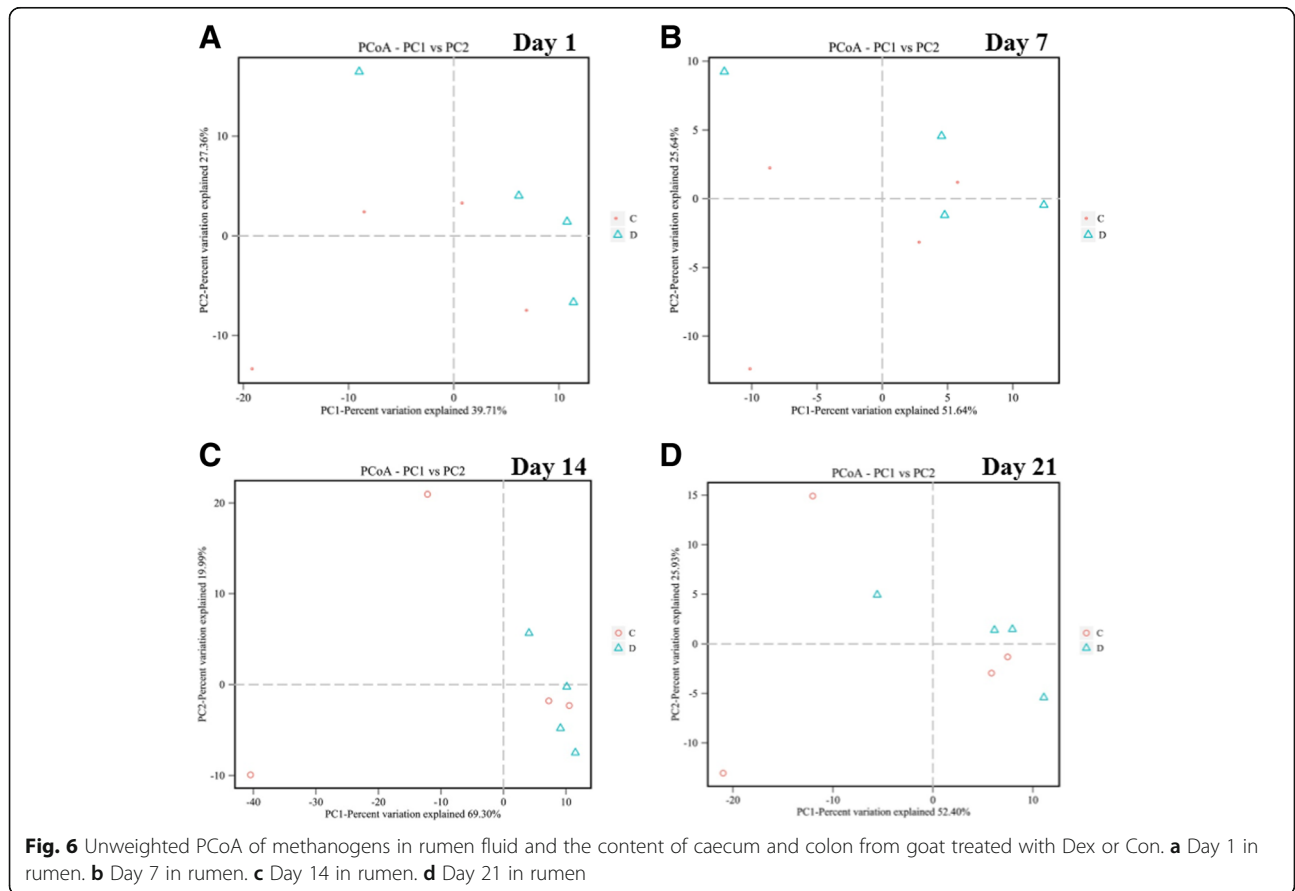 A
PCoA - PC1 vs PC2
Day 1
PC2-Percent variation explained 27.36%
10
0
-10
-20
-10
0
10
PC1-Percent variation explained 39.71%
C
D
B
PCoA - PC1 vs PC2
Day 7
PC2-Percent variation explained 25.64%
10
5
0
-5
-10
-10
-5
0
5
10
PC1-Percent variation explained 51.64%
C
D
C
PCoA - PC1 vs PC2
Day 14
PC2-Percent variation explained 19.99%
20
10
0
-10
-40
-30
-20
-10
0
10
PC1-Percent variation explained 69.30%
C
D
D
PCoA - PC1 vs PC2
Day 21
PC2-Percent variation explained 25.93%
15
10
5
0
-5
-10
-20
-10
0
10
PC1-Percent variation explained 52.40%
C
D
Fig. 6 Unweighted PCoA of methanogens in rumen fluid and the content of caecum and colon from goat treated with Dex or Con. a Day 1 in
rumen. b Day 7 in rumen. c Day 14 in rumen. d Day 21 in rumen